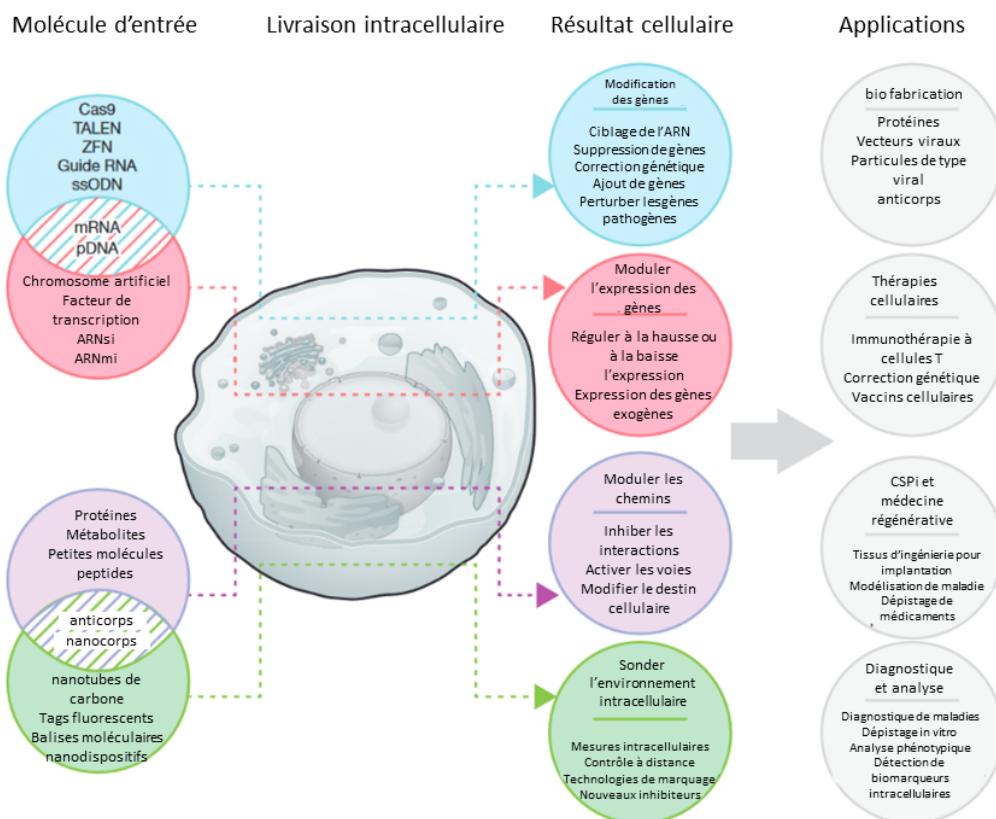 Molécule d'entrée
Livraison intracellulaire
Résultat cellulaire
Applications
Cas9
TALEN
ZFN
Guide RNA
ssODN
mRNA
pDNA
Chromosome artificiel
Facteur de
transcription
ARNsi
ARNmi
Protéines
Métabolites
Petites molécules
peptides
anticorps
nanocorps
nanotubes de
carbone
Tags fluorescents
Balises moléculaires
nanodispositifs
Modification
des gènes
Ciblage de l'ARN
Suppression de gènes
Correction génétique
Ajout de gènes
Perturber lesgènes
pathogènes
Moduler
l'expression des
gènes
Réguler à la hausse ou
à la baisse
l'expression
Expression des gènes
exogènes
Moduler les
chemins
Inhiber les
interactions
Activer les voies
Modifier le destin
cellulaire
Sonder
l'environnement
intracellulaire
Mesures intracellulaires
Contrôle à distance
Technologies de marquage
Nouveaux inhibiteurs
bio fabrication
Protéines
Vecteurs viraux
Particules de type
viral
anticorps
Thérapies
cellulaires
Immunothérapie à
cellules T
Correction génétique
Vaccins cellulaires
CSPi et
médecine
régénérative
Tissus d'ingénierie pour
implantation
Modélisation de maladie
Dépistage de
médicaments
Diagnostique
et analyse
Diagnostique de maladies
Dépistage in vitro
Analyse phénotypique
Détection de
biomarqueurs
intracellulaires